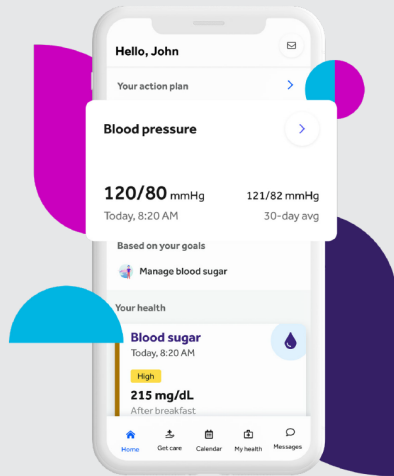 Hello, John
Your action plan
Blood pressure
120/80 mmHg 121/82 mmHg
Today, 8:20 AM 30-day avg
Based on your goals
Manage blood sugar
Your health
Blood sugar
Today, 8:20 AM
High
215 mg/dL
After breakfast
Home Get care Calendar My health Messages